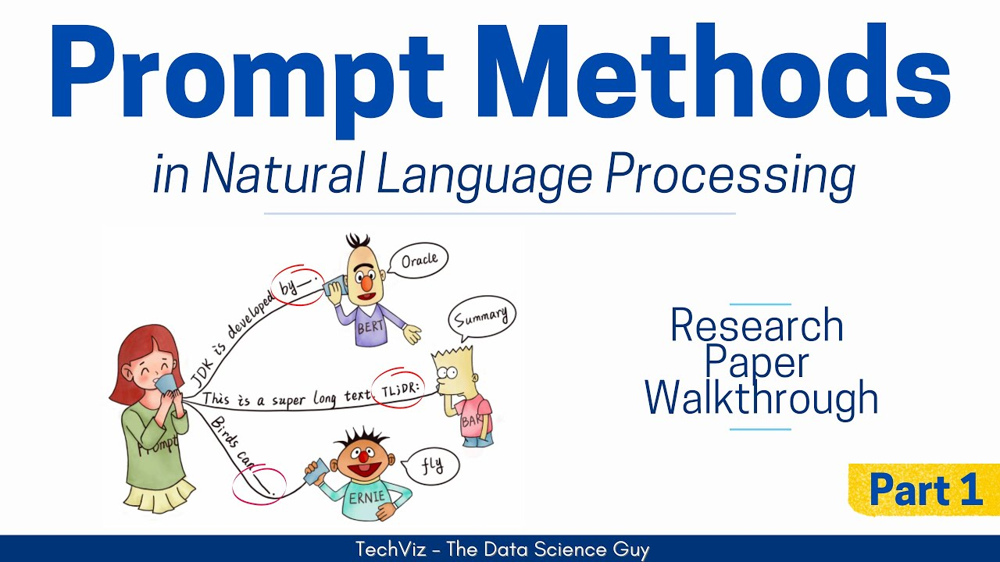 Prompt Methods
in Natural Language Processing
JDK is developed by—.
Oracle
BERT
Summary
This is a super long text. TL;DR:
BAR
Prompt
Birds can —.
fly
ERNIE
Research
Paper
Walkthrough
Part 1
TechViz - The Data Science Guy